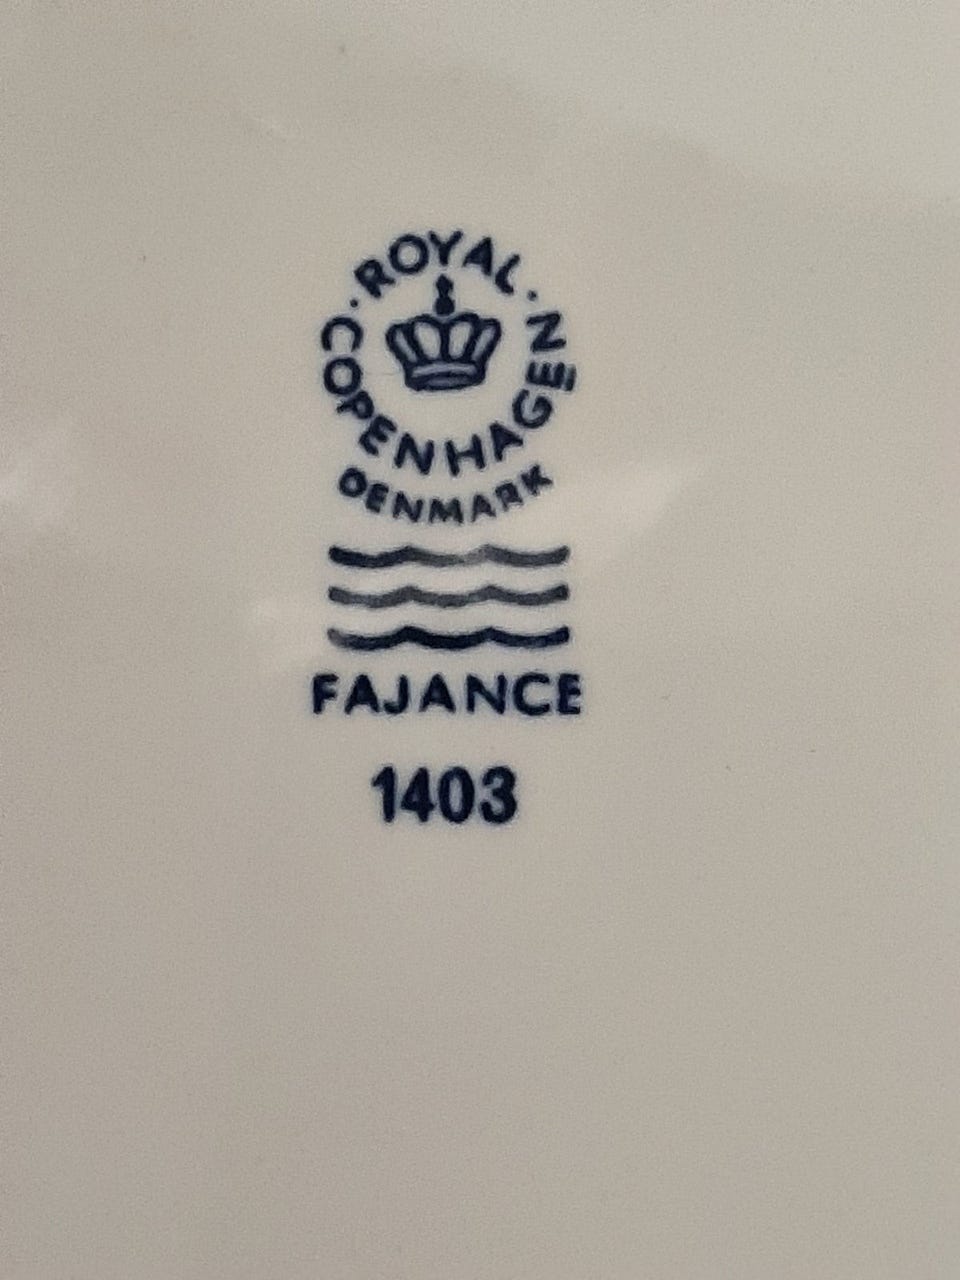 ROYAL
COPENHAGEN
DENMARK
FAJANCE
1403